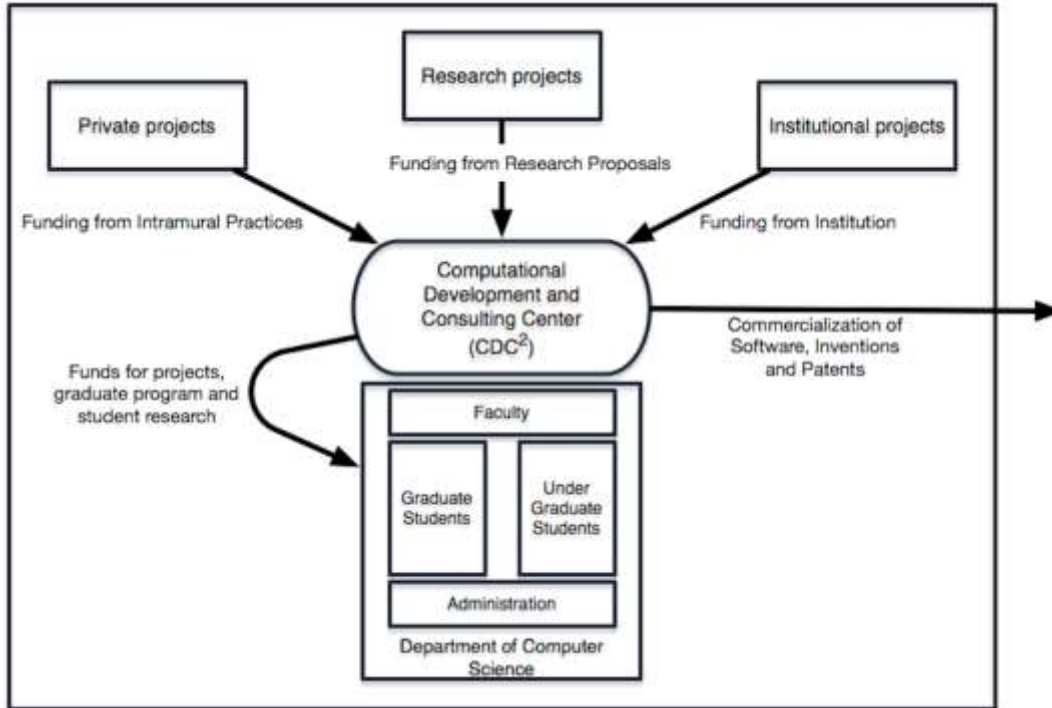 Research projects
Private projects
Institutional projects
Funding from Research Proposals
Funding from Intramural Practices
Funding from Institution
Computational
Development and
Consulting Center
(CDC²)
Commercialization of
Software, Inventions
and Patents
Funds for projects,
graduate program and
student research
Faculty
Graduate
Students
Under
Graduate
Students
Administration
Department of Computer
Science